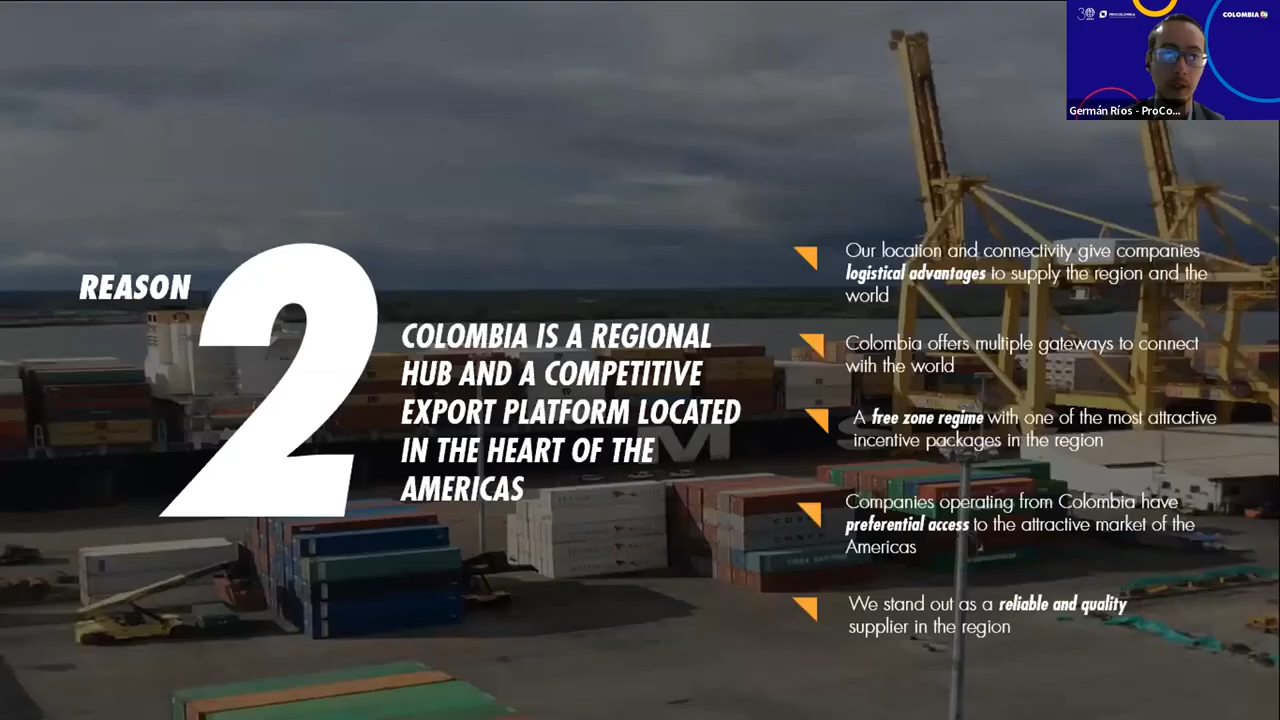 PROCOLOMBIA
COLOMBIA
Germán Ríos - ProCo...
REASON
2
COLOMBIA IS A REGIONAL
HUB AND A COMPETITIVE
EXPORT PLATFORM LOCATED
IN THE HEART OF THE
AMERICAS
Our location and connectivity give companies
logistical advantages to supply the region and the
world
Colombia offers multiple gateways to connect
with the world
A free zone regime with one of the most attractive
incentive packages in the region
Companies operating from Colombia have
preferential access to the attractive market of the
Americas
We stand out as a reliable and quality
supplier in the region